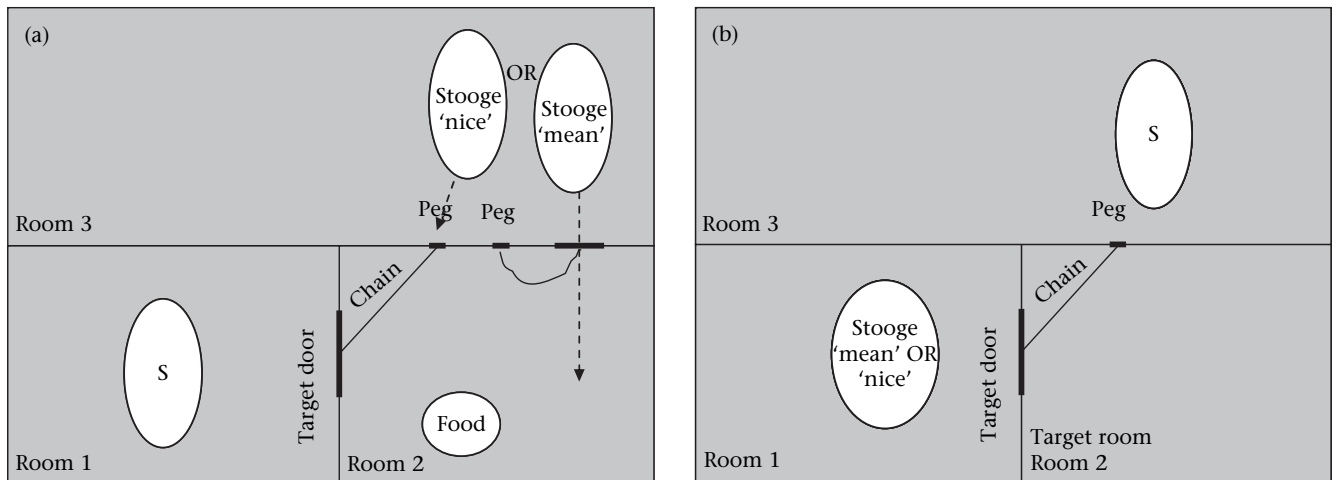 (a)
Stooge
‘nice’
OR
Stooge
‘mean’
Peg
Peg
Room 3
Chain
S
Target door
Food
Room 1
Room 2
(b)
S
Peg
Room 3
Chain
Stooge
‘mean’ OR
‘nice’
Target door
Target room
Room 1
Room 2